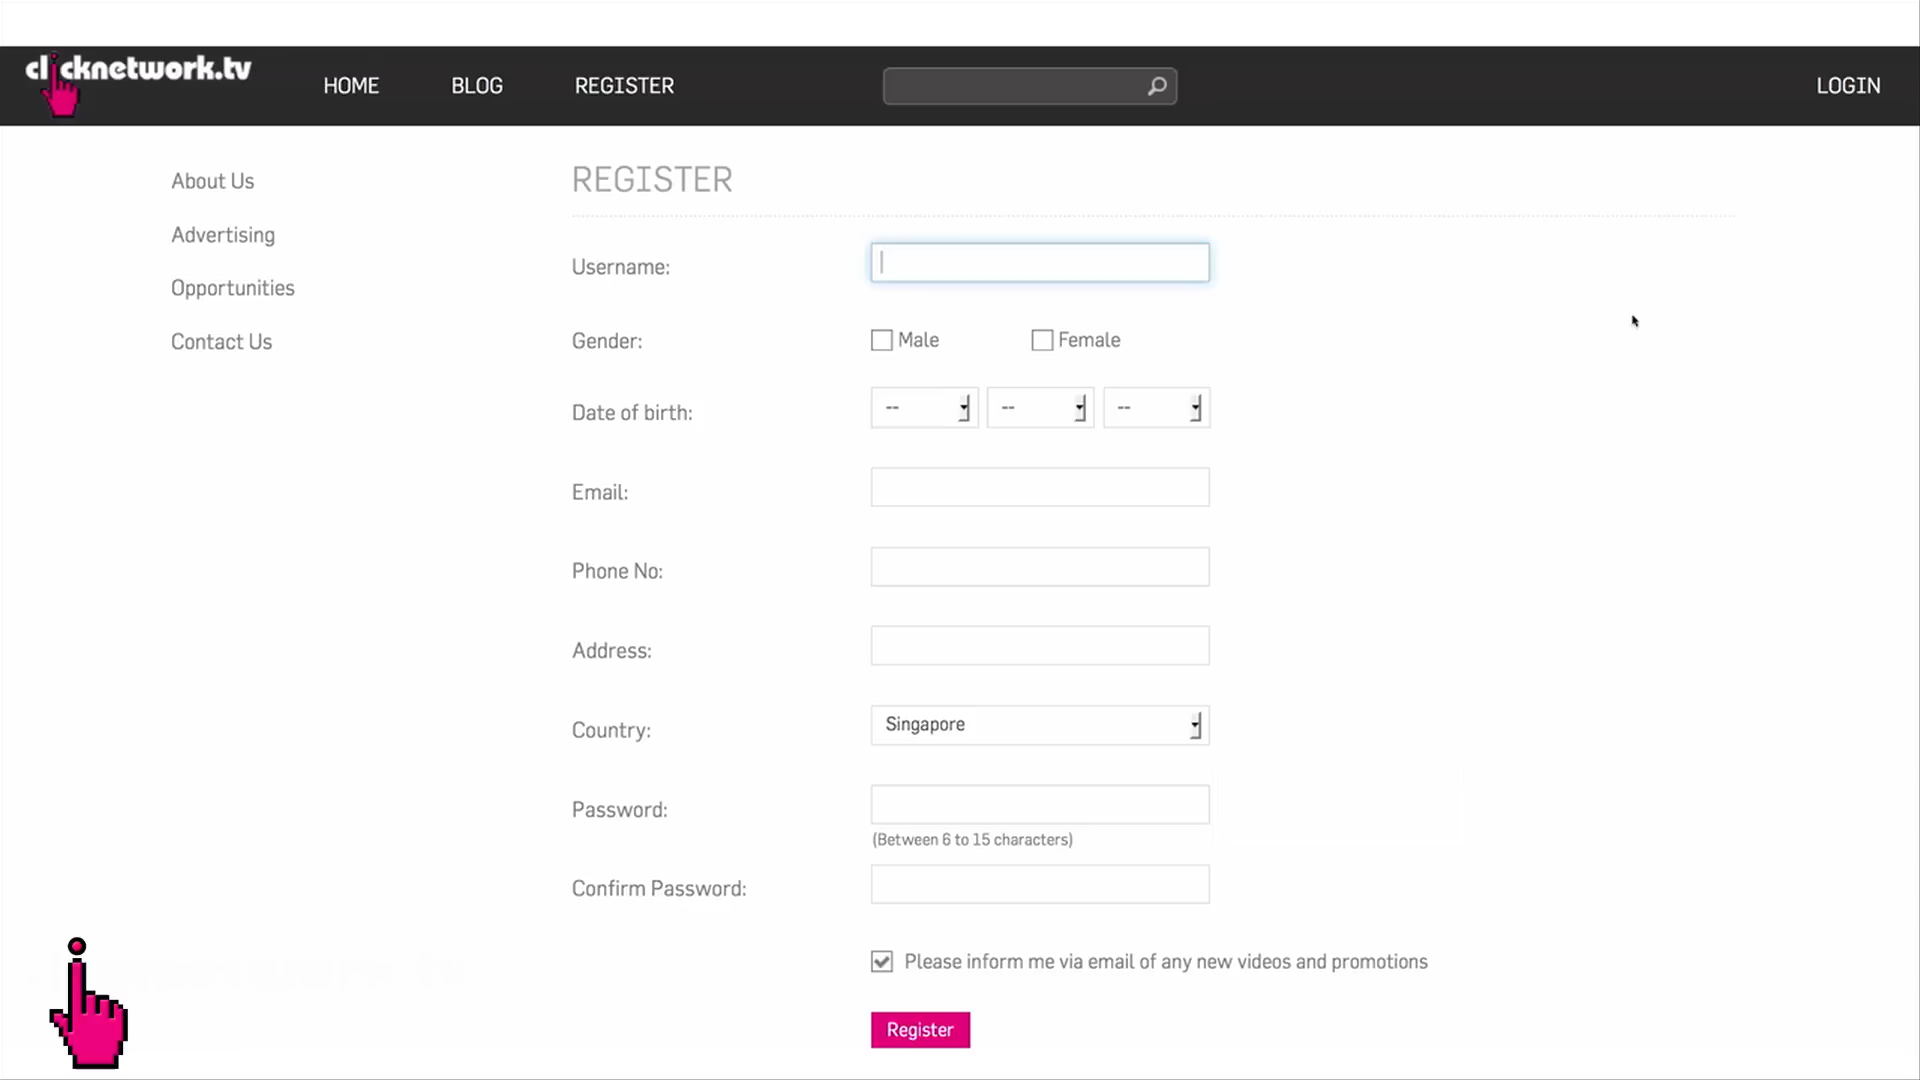 clicknetwork.tv
HOME BLOG REGISTER LOGIN
About Us
Advertising
Opportunities
Contact Us
REGISTER
Username:
Gender: Male Female
Date of birth: -- -- --
Email:
Phone No:
Address:
Country: Singapore
Password:
(Between 6 to 15 characters)
Confirm Password:
Please inform me via email of any new videos and promotions
Register